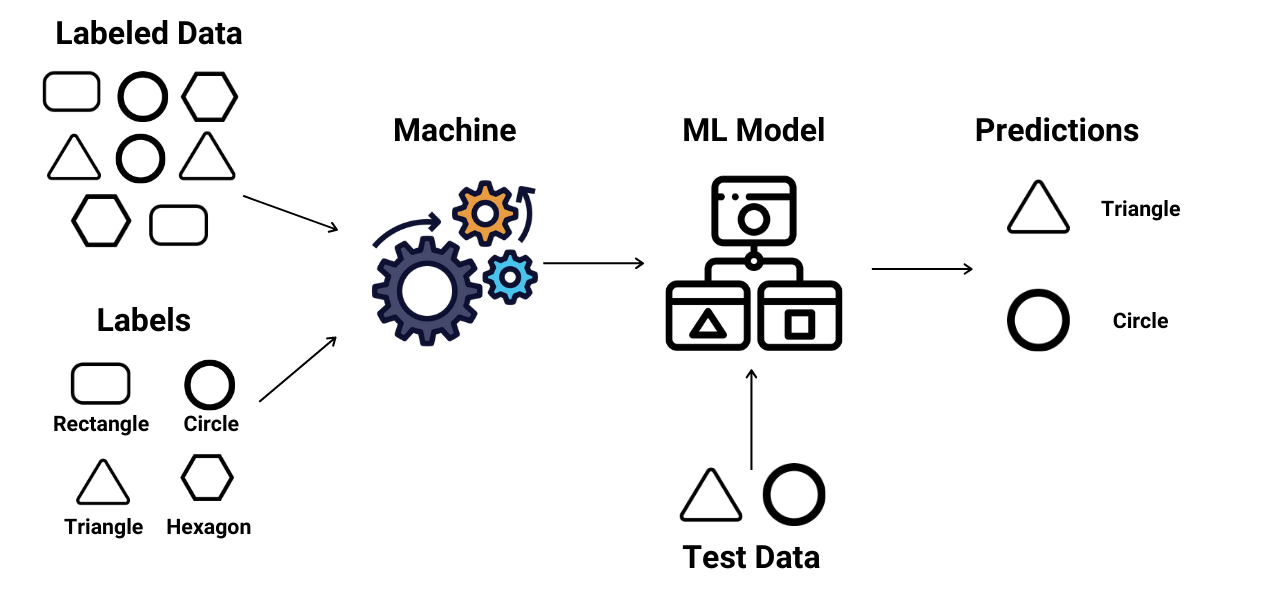 Labeled Data
Machine
ML Model
Predictions
Triangle
Circle
Labels
Rectangle
Circle
Triangle
Hexagon
Test Data